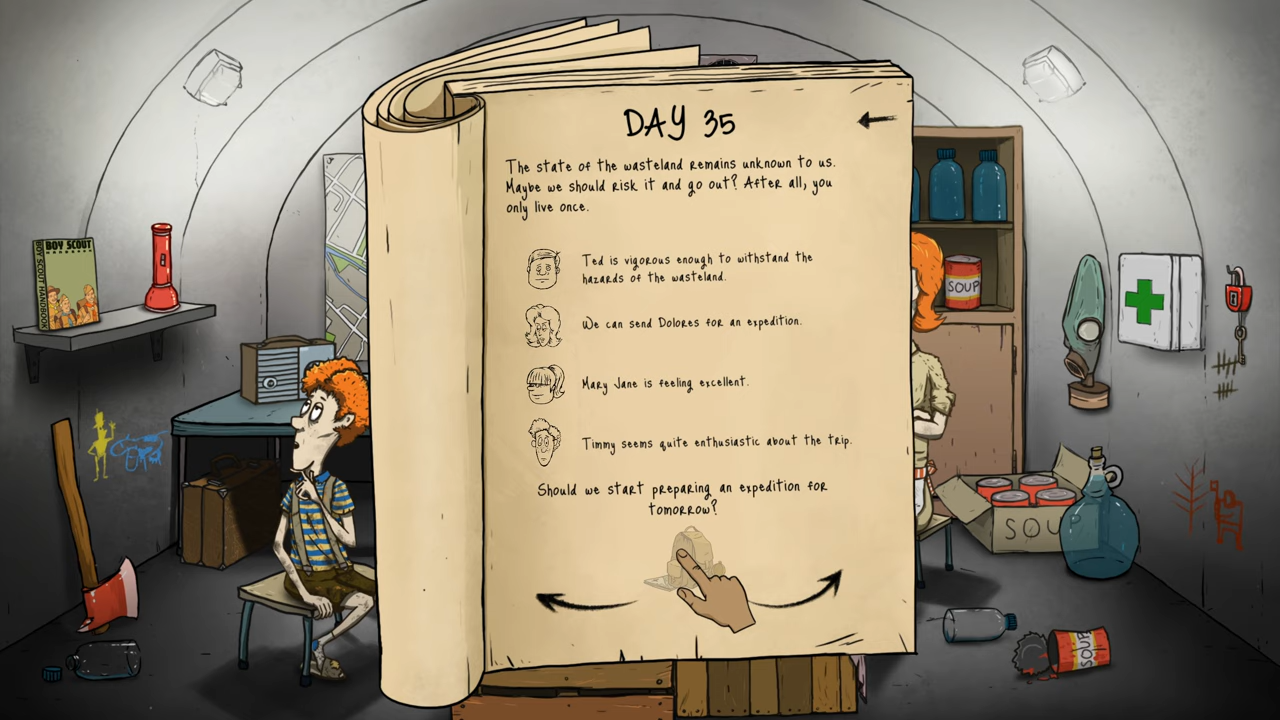 DAY 35
The state of the wasteland remains unknown to us.
Maybe we should risk it and go out? After all, you
only live once.
Ted is vigorous enough to withstand the
hazards of the wasteland.
We can send Dolores for an expedition.
Mary Jane is feeling excellent.
Timmy seems quite enthusiastic about the trip.
Should we start preparing an expedition for
tomorrow?
BOY SCOUT
BOY SCOUT HANDBOOK
SOUP
SOUP
SOUP